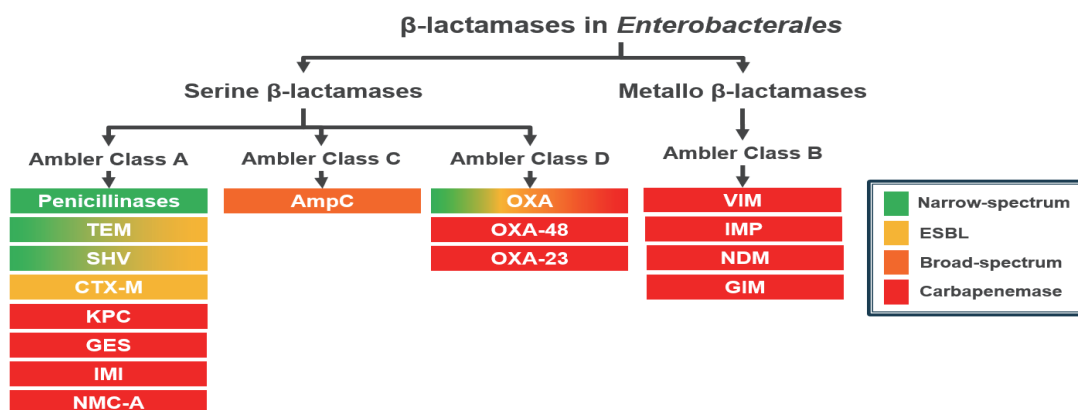 β-lactamases in Enterobacterales
Serine β-lactamases
Metallo β-lactamases
Ambler Class A
Ambler Class C
Ambler Class D
Ambler Class B
Penicillinases
TEM
SHV
CTX-M
KPC
GES
IMI
NMC-A
AmpC
OXA
OXA-48
OXA-23
VIM
IMP
NDM
GIM
Narrow-spectrum
ESBL
Broad-spectrum
Carbapenemase